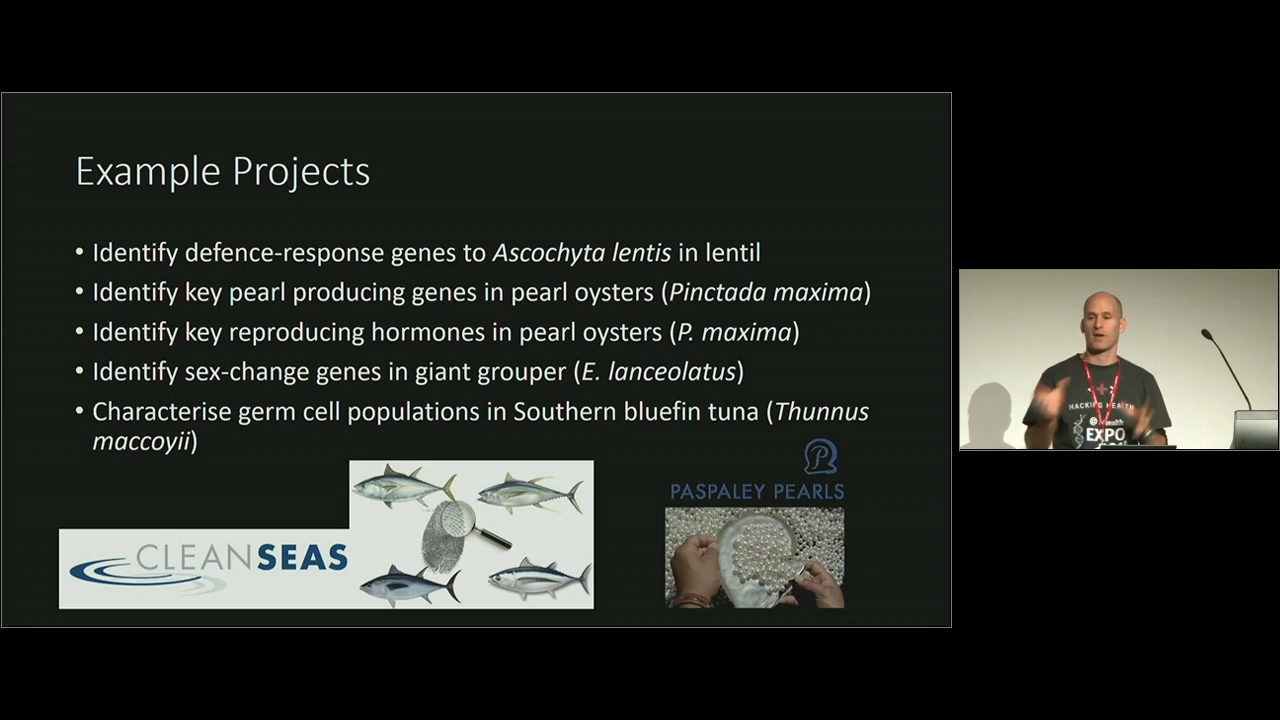 Example Projects
• Identify defence-response genes to Ascochyta lentis in lentil
• Identify key pearl producing genes in pearl oysters (Pinctada maxima)
• Identify key reproducing hormones in pearl oysters (P. maxima)
• Identify sex-change genes in giant grouper (E. lanceolatus)
• Characterise germ cell populations in Southern bluefin tuna (Thunnus
maccoyii)
CLEANSEAS
PASPALEY PEARLS
HACKING HEALTH
EXPO